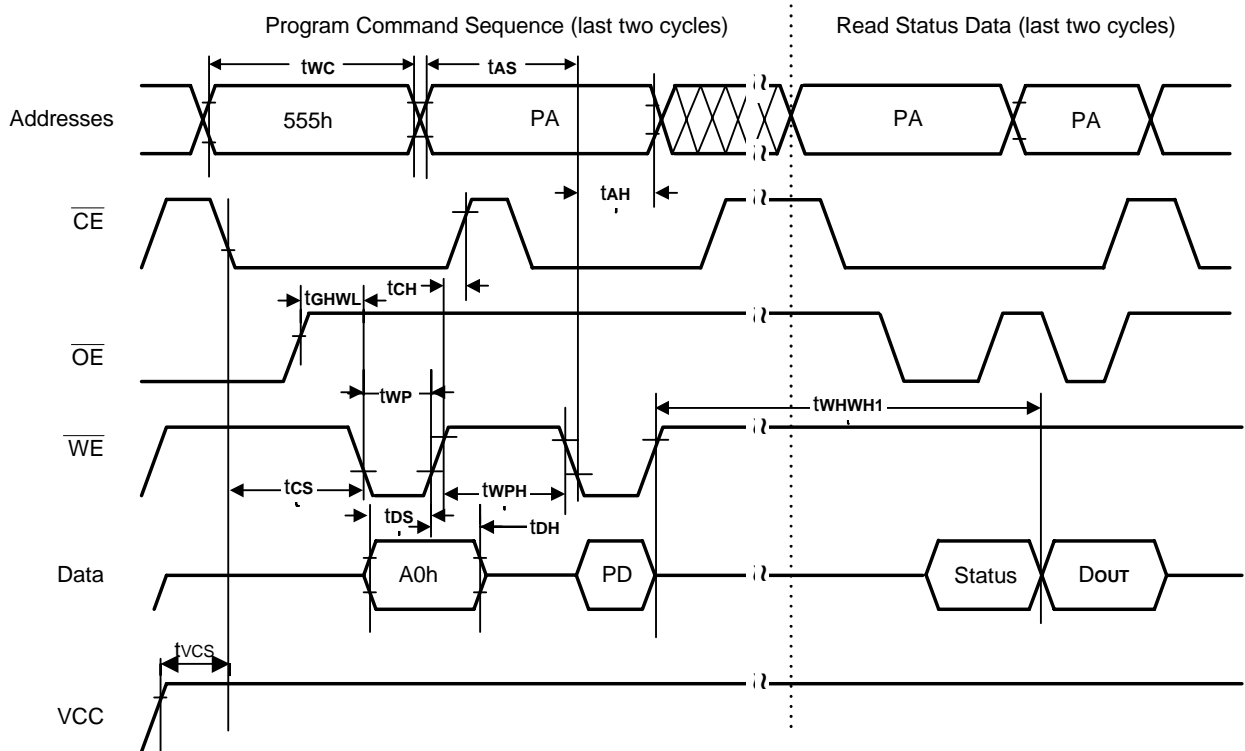 Program Command Sequence (last two cycles) Read Status Data (last two cycles)
tWC tAS
Addresses 555h PA PA PA
tAH
CE
tGHWL tCH
OE
tWP tWHWH1
WE
tCS tWPH
tDS tDH
Data A0h PD Status DOUT
tVCS
VCC